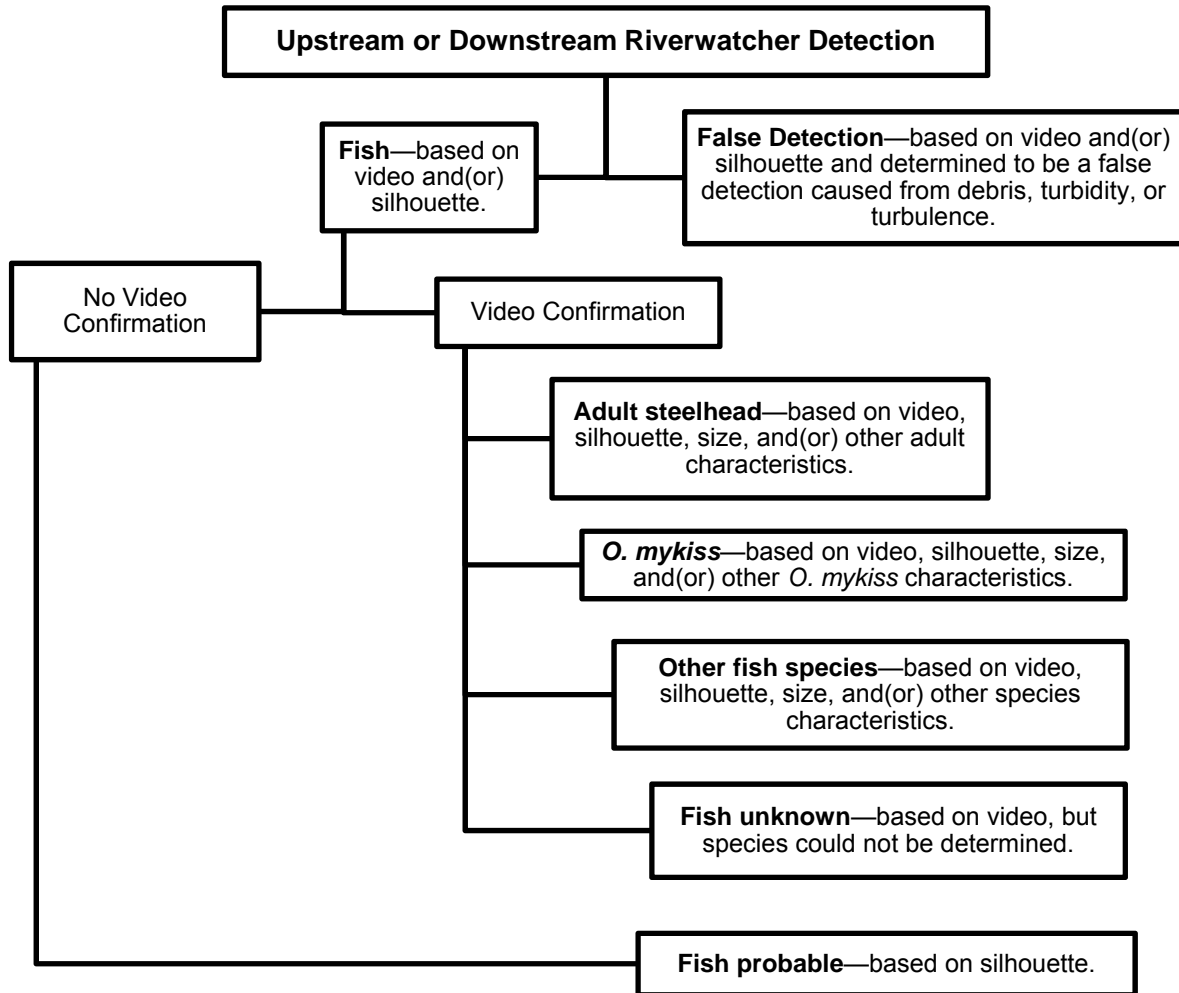 Upstream or Downstream Riverwatcher Detection
Fish—based on
video and(or)
silhouette.
False Detection—based on video and(or)
silhouette and determined to be a false
detection caused from debris, turbidity, or
turbulence.
No Video
Confirmation
Video Confirmation
Adult steelhead—based on video,
silhouette, size, and(or) other adult
characteristics.
O. mykiss—based on video, silhouette, size,
and(or) other O. mykiss characteristics.
Other fish species—based on video,
silhouette, size, and(or) other species
characteristics.
Fish unknown—based on video, but
species could not be determined.
Fish probable—based on silhouette.